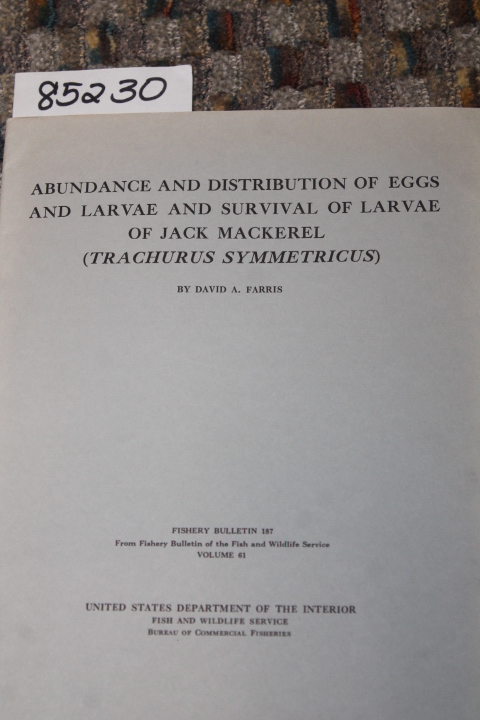 85230
ABUNDANCE AND DISTRIBUTION OF EGGS
AND LARVAE AND SURVIVAL OF LARVAE
OF JACK MACKEREL
(TRACHURUS SYMMETRICUS)
BY DAVID A. FARRIS
FISHERY BULLETIN 187
From Fishery Bulletin of the Fish and Wildlife Service
VOLUME 61
UNITED STATES DEPARTMENT OF THE INTERIOR
FISH AND WILDLIFE SERVICE
BUREAU OF COMMERCIAL FISHERIES